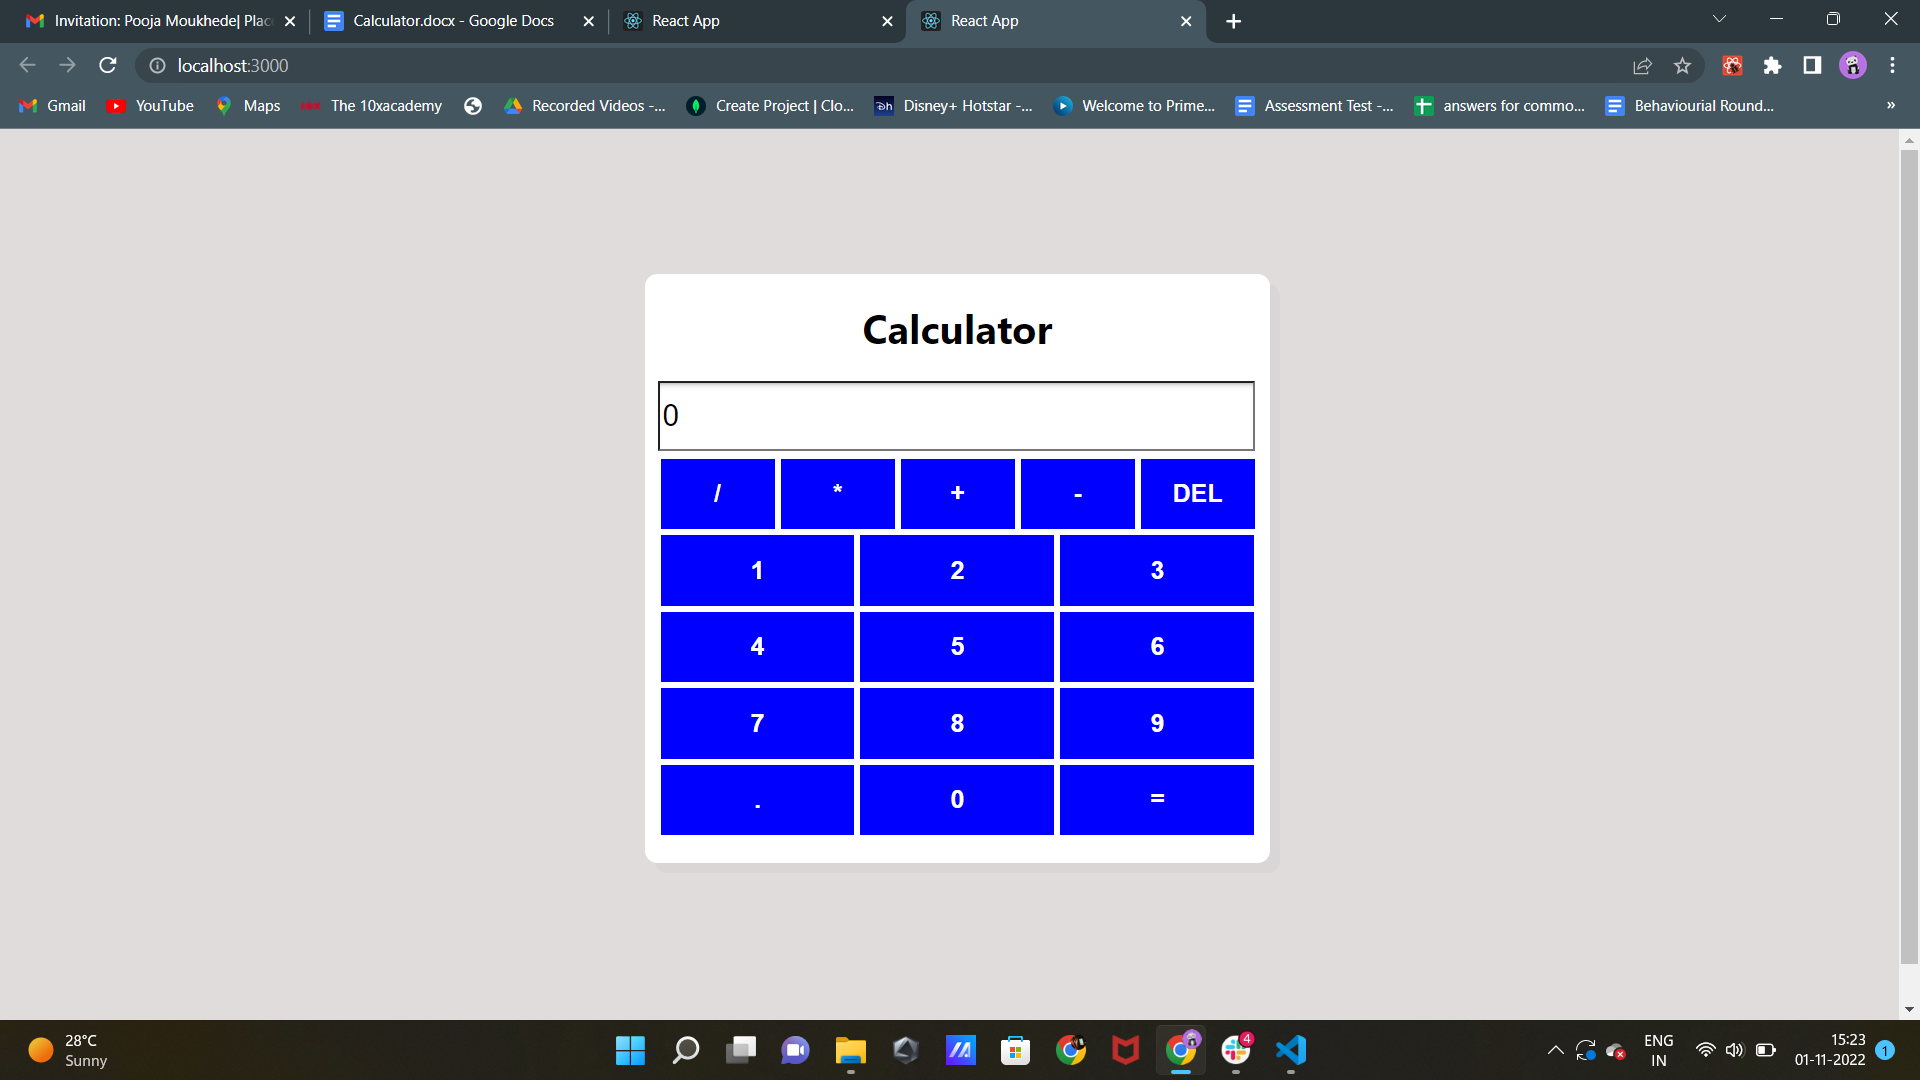 Invitation: Pooja Moukhede| Plac
Calculator.docx - Google Docs
React App
React App
localhost:3000
Gmail
YouTube
Maps
The 10xacademy
Recorded Videos -...
Create Project | Clo...
Disney+ Hotstar -...
Welcome to Prime...
Assessment Test -...
answers for commo...
Behaviourial Round...
»
Calculator
0
/ * + - DEL
1 2 3
4 5 6
7 8 9
. 0 =
28°C
Sunny
4
ENG
IN
15:23
01-11-2022
1